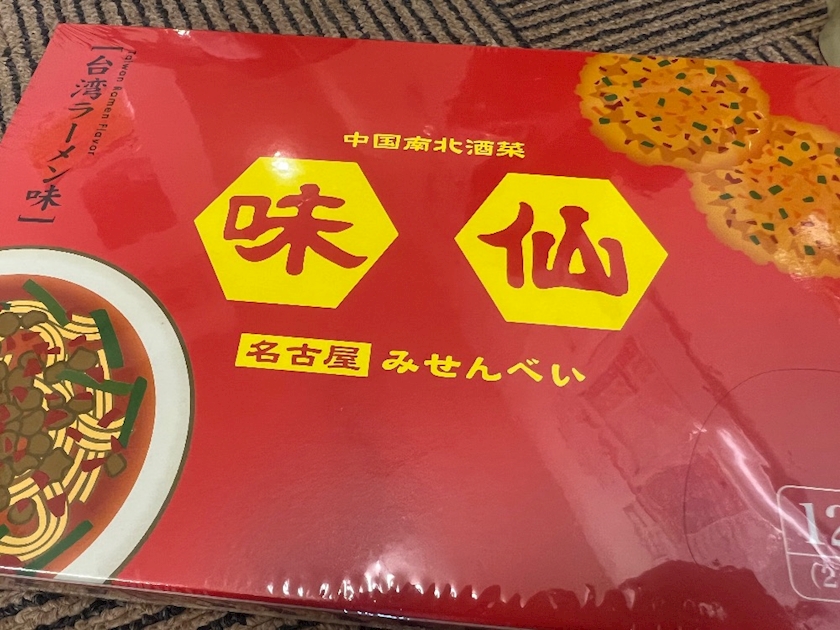 [台湾ラーメン味]
Taiwan Ramen flavor
中国南北酒菜
味仙
名古屋 みせんべい
12
(2